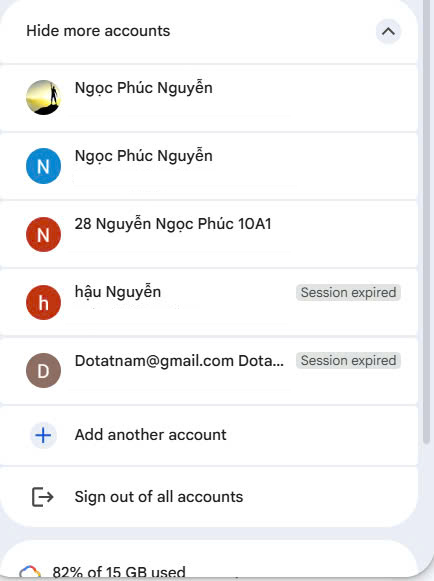 Hide more accounts
Ngọc Phúc Nguyễn
N
Ngọc Phúc Nguyễn
N
28 Nguyễn Ngọc Phúc 10A1
h
hậu Nguyễn
Session expired
D
Dotatnam@gmail.com Dota...
Session expired
Add another account
Sign out of all accounts
82% of 15 GB used